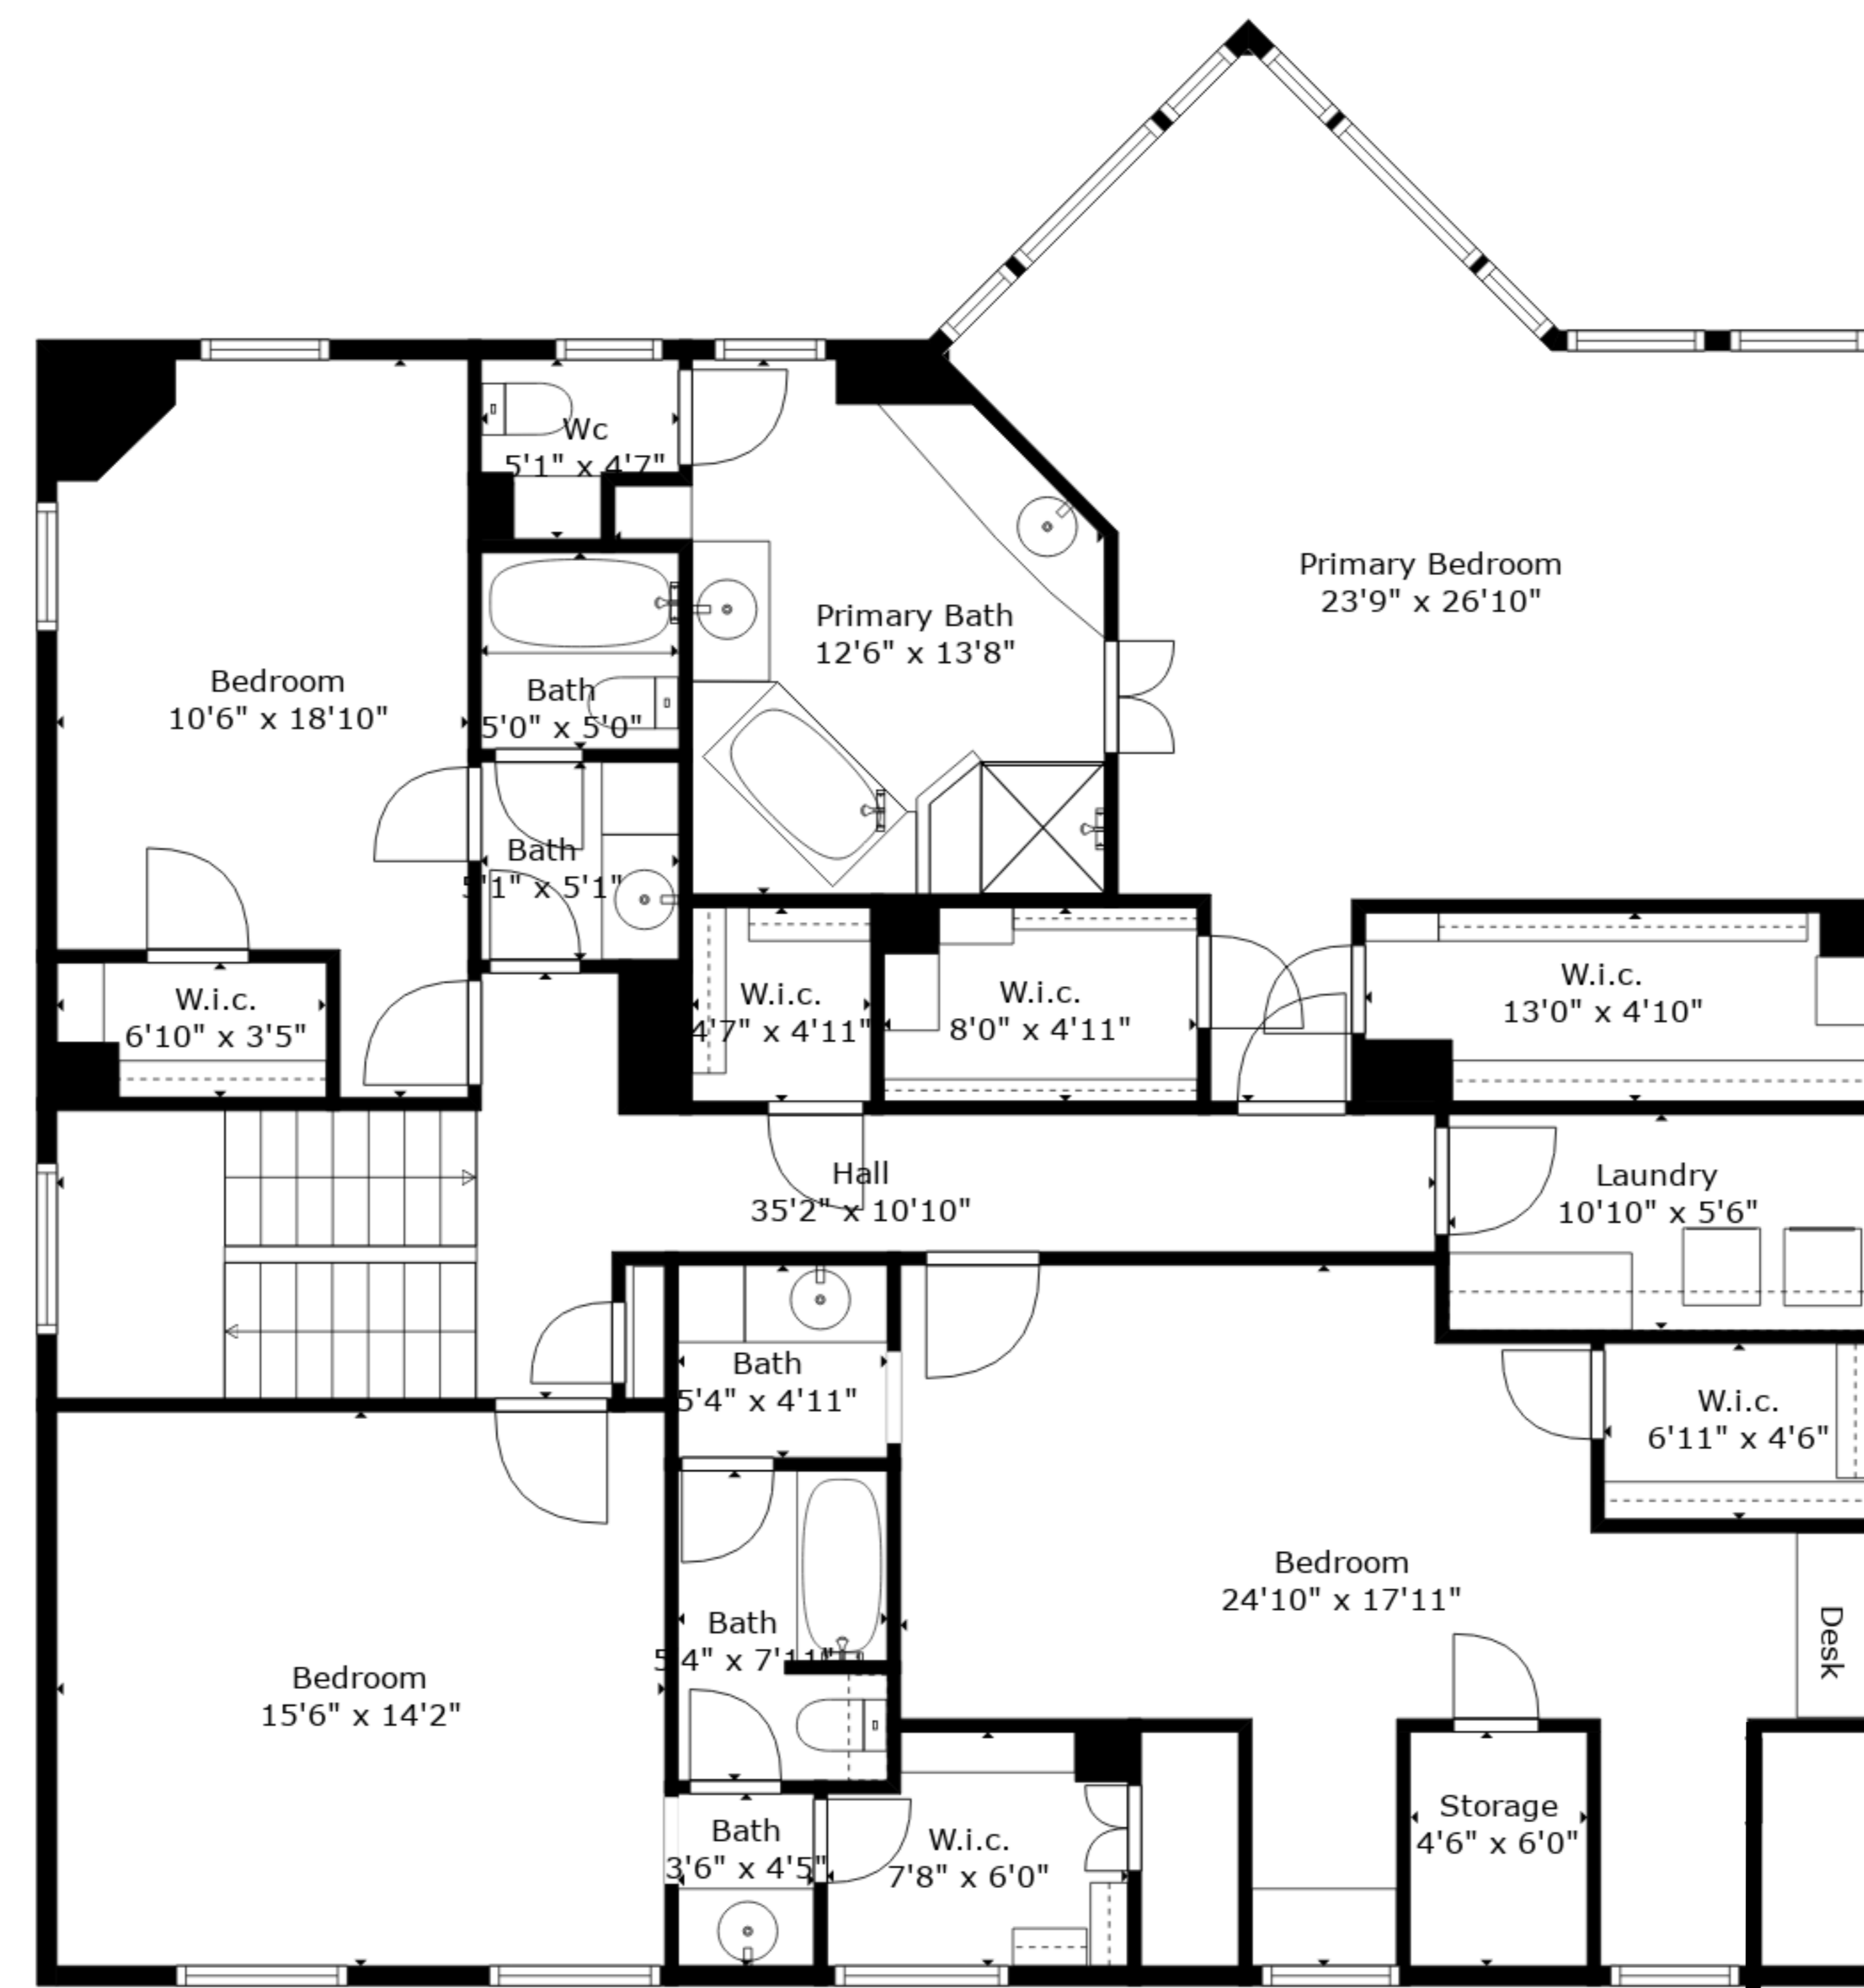 Wc
5'1" x 4'7"
Primary Bedroom
23'9" x 26'10"
Primary Bath
12'6" x 13'8"
Bedroom
10'6" x 18'10"
Bath
5'0" x 5'0"
Bath
5'1" x 5'1"
W.i.c.
6'10" x 3'5"
W.i.c.
4'7" x 4'11"
W.i.c.
8'0" x 4'11"
W.i.c.
13'0" x 4'10"
Hall
35'2" x 10'10"
Laundry
10'10" x 5'6"
Bath
5'4" x 4'11"
W.i.c.
6'11" x 4'6"
Bedroom
24'10" x 17'11"
Desk
Bath
5'4" x 7'11"
Bedroom
15'6" x 14'2"
Storage
4'6" x 6'0"
Bath
3'6" x 4'5"
W.i.c.
7'8" x 6'0"